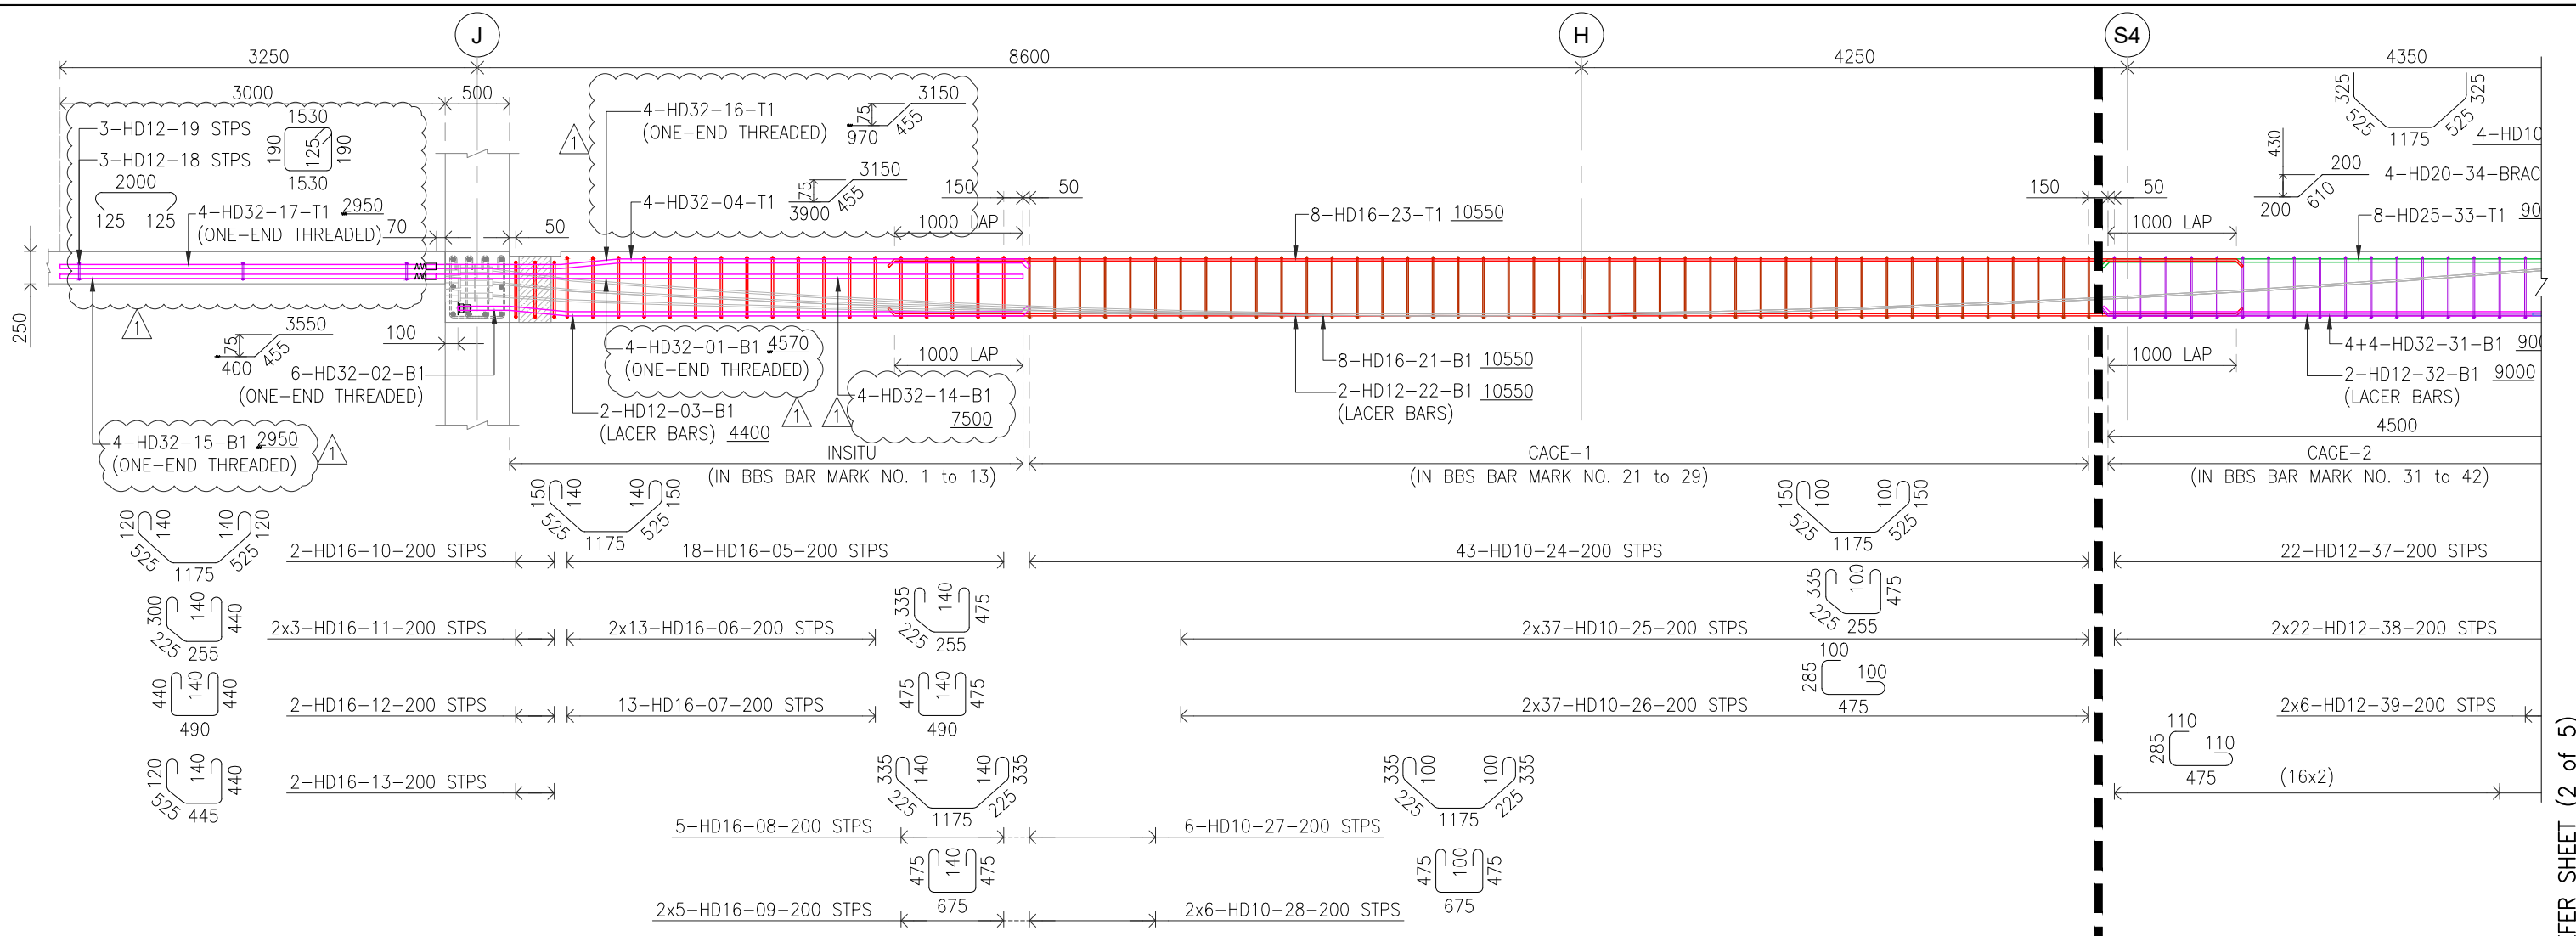 J
H
S4
3250
8600
4250
4350
3000
500
3-HD12-19 STPS
1530
190
125
190
1530
3-HD12-18 STPS
2000
125
125
4-HD32-17-T1 2950
(ONE-END THREADED)
70
50
1
4-HD32-16-T1
(ONE-END THREADED)
75
3150
970
455
4-HD32-04-T1
75
3150
3900
455
150
50
1000 LAP
8-HD16-23-T1 10550
150
50
1000 LAP
325
325
525
525
1175
4-HD10
430
200
200
610
4-HD20-34-BRAC
8-HD25-33-T1 90
250
1
75
3550
400
455
100
6-HD32-02-B1
(ONE-END THREADED)
4-HD32-01-B1 4570
(ONE-END THREADED)
1
1000 LAP
4-HD32-14-B1
7500
1
8-HD16-21-B1 10550
2-HD12-22-B1 10550
(LACER BARS)
1000 LAP
4+4-HD32-31-B1 900
2-HD12-32-B1 9000
(LACER BARS)
4500
2-HD12-03-B1
(LACER BARS) 4400
4-HD32-15-B1 2950
(ONE-END THREADED)
1
INSITU
(IN BBS BAR MARK NO. 1 to 13)
CAGE-1
(IN BBS BAR MARK NO. 21 to 29)
CAGE-2
(IN BBS BAR MARK NO. 31 to 42)
120
140
140
120
525
525
1175
2-HD16-10-200 STPS
150
140
140
150
525
525
1175
18-HD16-05-200 STPS
43-HD10-24-200 STPS
150
100
100
150
525
525
1175
22-HD12-37-200 STPS
300
140
440
225
255
2x3-HD16-11-200 STPS
2x13-HD16-06-200 STPS
335
140
475
225
255
2x37-HD10-25-200 STPS
335
100
475
225
255
2x22-HD12-38-200 STPS
440
140
440
490
2-HD16-12-200 STPS
13-HD16-07-200 STPS
475
140
475
490
2x37-HD10-26-200 STPS
100
285
100
475
2x6-HD12-39-200 STPS
120
140
440
525
445
2-HD16-13-200 STPS
110
285
110
475
(16x2)
335
140
140
335
225
225
1175
5-HD16-08-200 STPS
6-HD10-27-200 STPS
335
100
100
335
225
225
1175
475
140
475
675
2x5-HD16-09-200 STPS
2x6-HD10-28-200 STPS
475
100
475
675
SHEET (2 of 5)